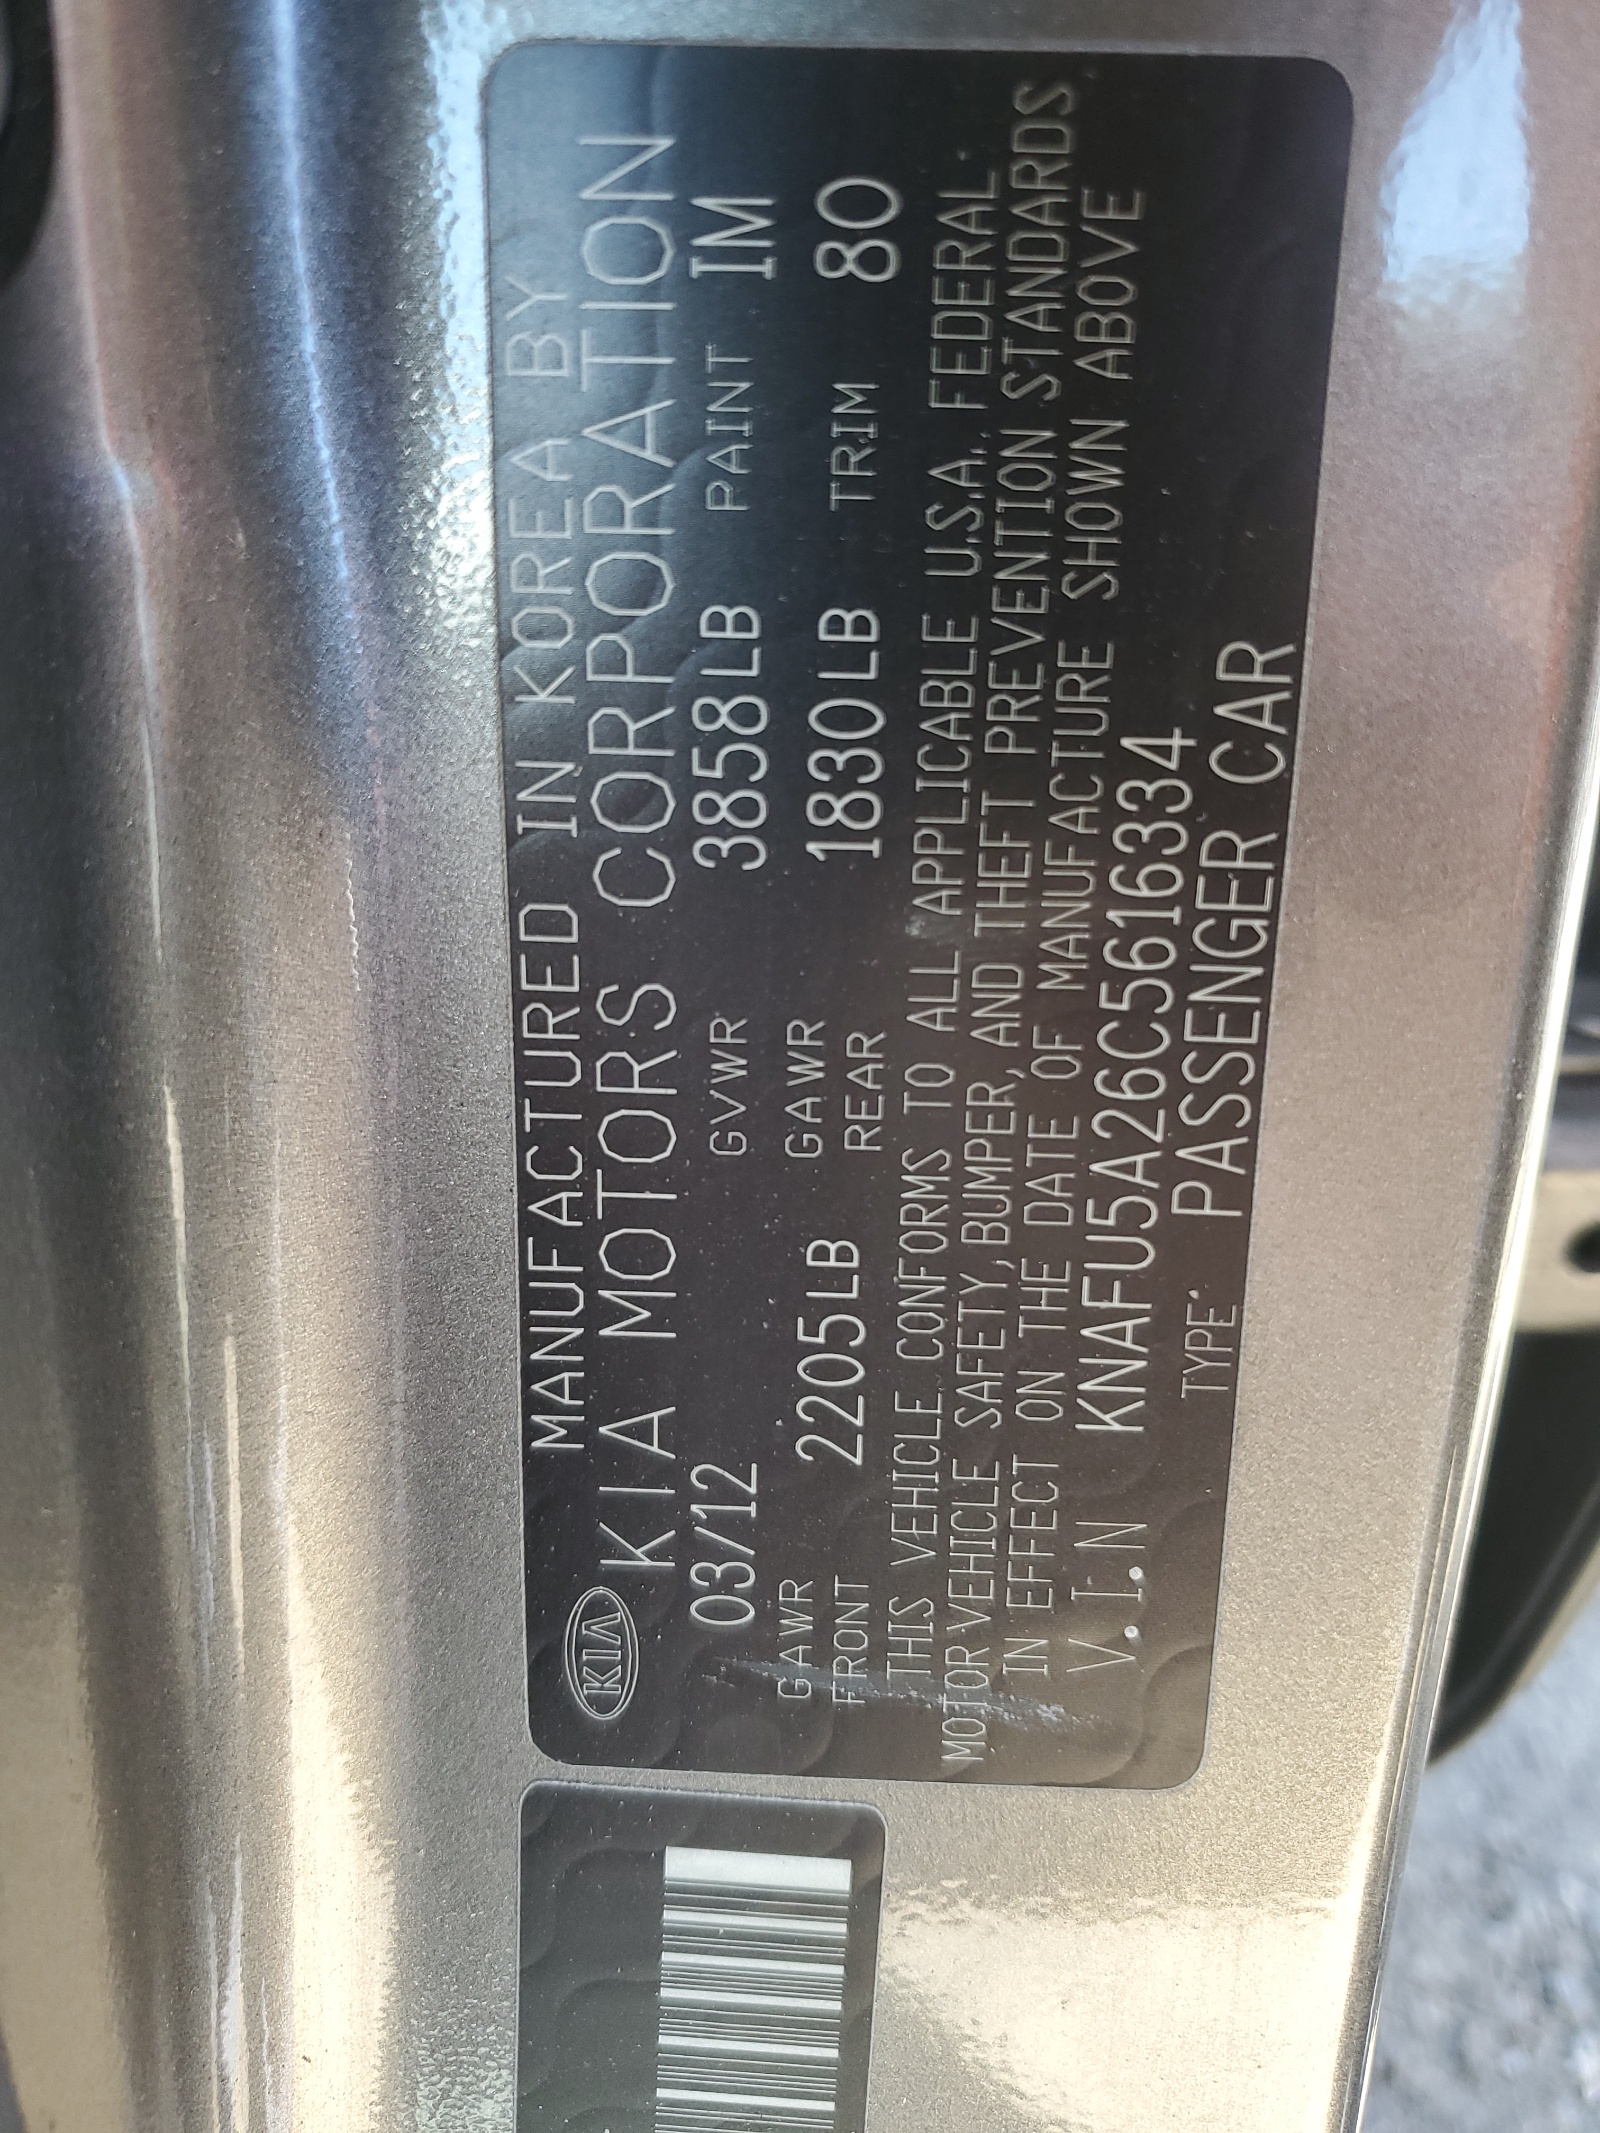 KIA MANUFACTURED IN KOREA BY
KIA MOTORS CORPORATION
03/12 GVWR 3858LB PAINT IM
GAWR FRONT 2205LB GAWR REAR 1830LB TRIM 80
THIS VEHICLE CONFORMS TO ALL APPLICABLE U.S.A. FEDERAL
MOTOR VEHICLE SAFETY, BUMPER, AND THEFT PREVENTION STANDARDS
IN EFFECT ON THE DATE OF MANUFACTURE SHOWN ABOVE
V.I.N KNAFU5A26C5616334
TYPE: PASSENGER CAR